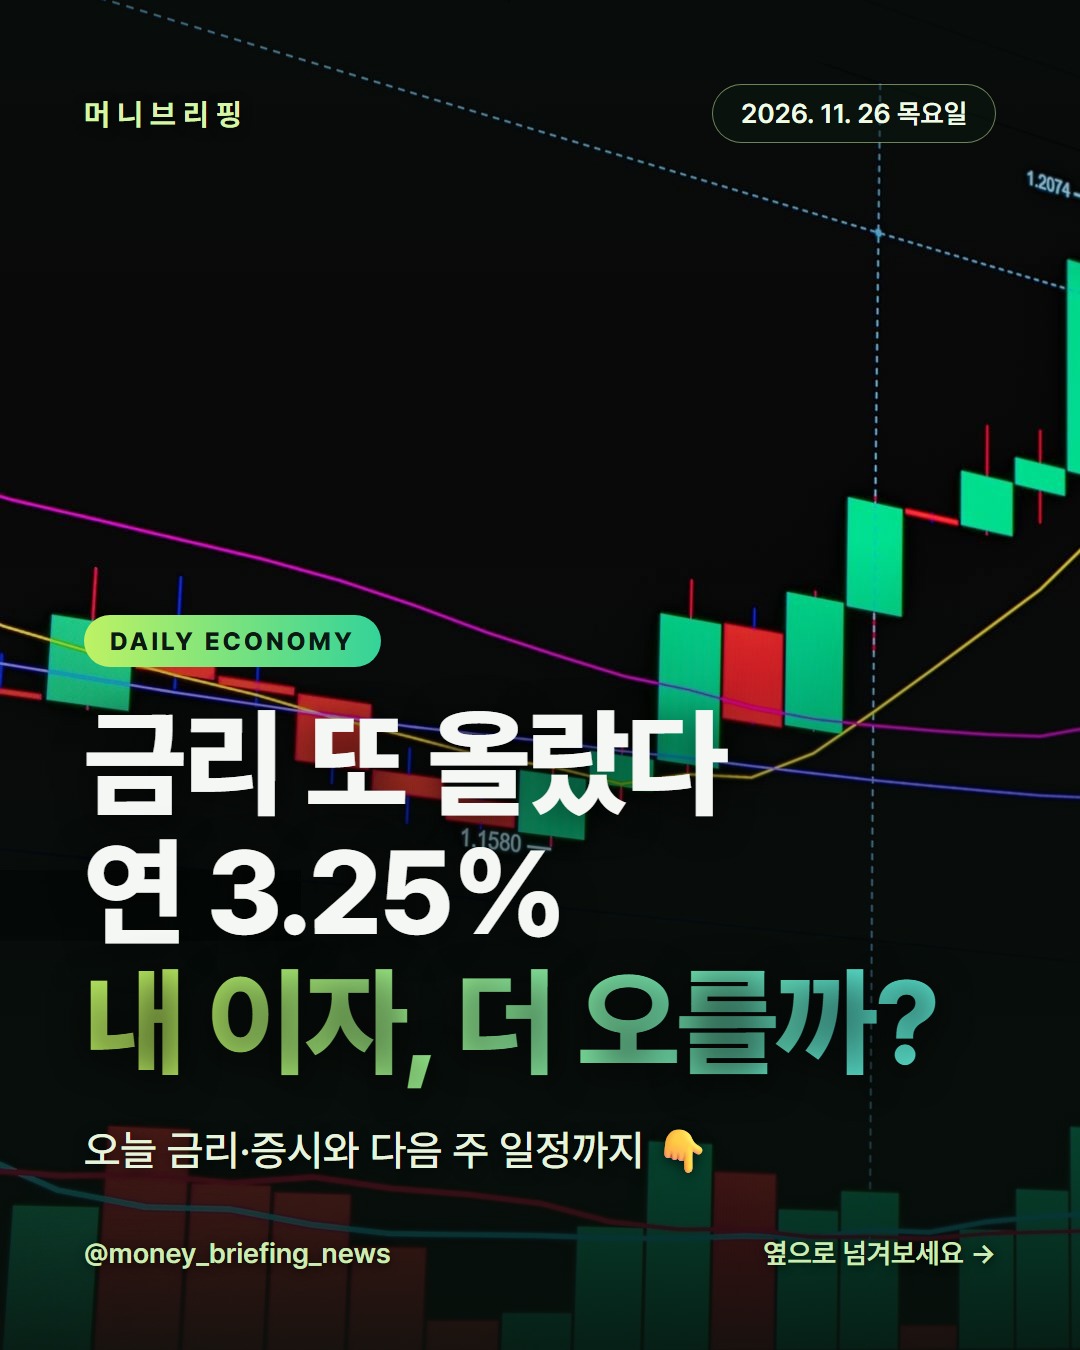 머니브리핑
2026. 11. 26 목요일
1.2074
DAILY ECONOMY
금리 또 올랐다
1.1580
연 3.25%
내 이자, 더 오를까?
오늘 금리·증시와 다음 주 일정까지 👇
@money_briefing_news
옆으로 넘겨보세요 →